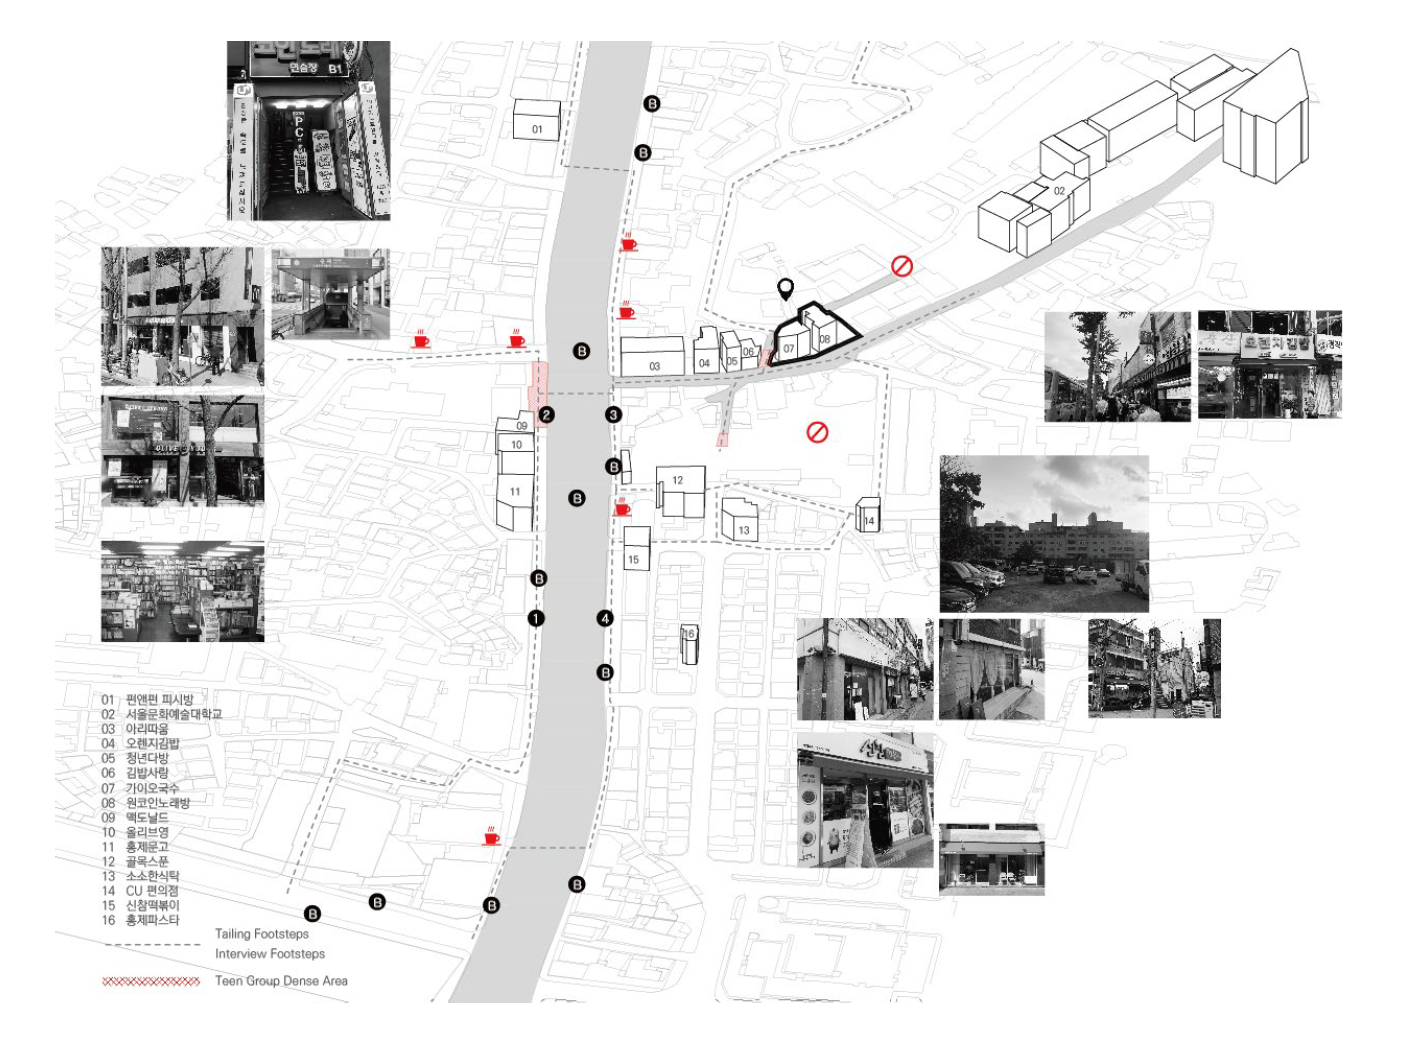 코인노래
연습장 B1
PC
01
B
B
02
03
04
05
06
07
08
B
2
3
09
10
B
B
11
12
13
14
15
B
1
4
16
B
B
B
B
B
오렌지김밥
01 펀앤펀 피시방
02 서울문화예술대학교
03 아리따움
04 오렌지김밥
05 청년다방
06 김밥사랑
07 가이오국수
08 원코인노래방
09 맥도날드
10 올리브영
11 홍제문고
12 골목스푼
13 소소한식탁
14 CU 편의점
15 신참떡볶이
16 홍제파스타
Tailing Footsteps
Interview Footsteps
Teen Group Dense Area